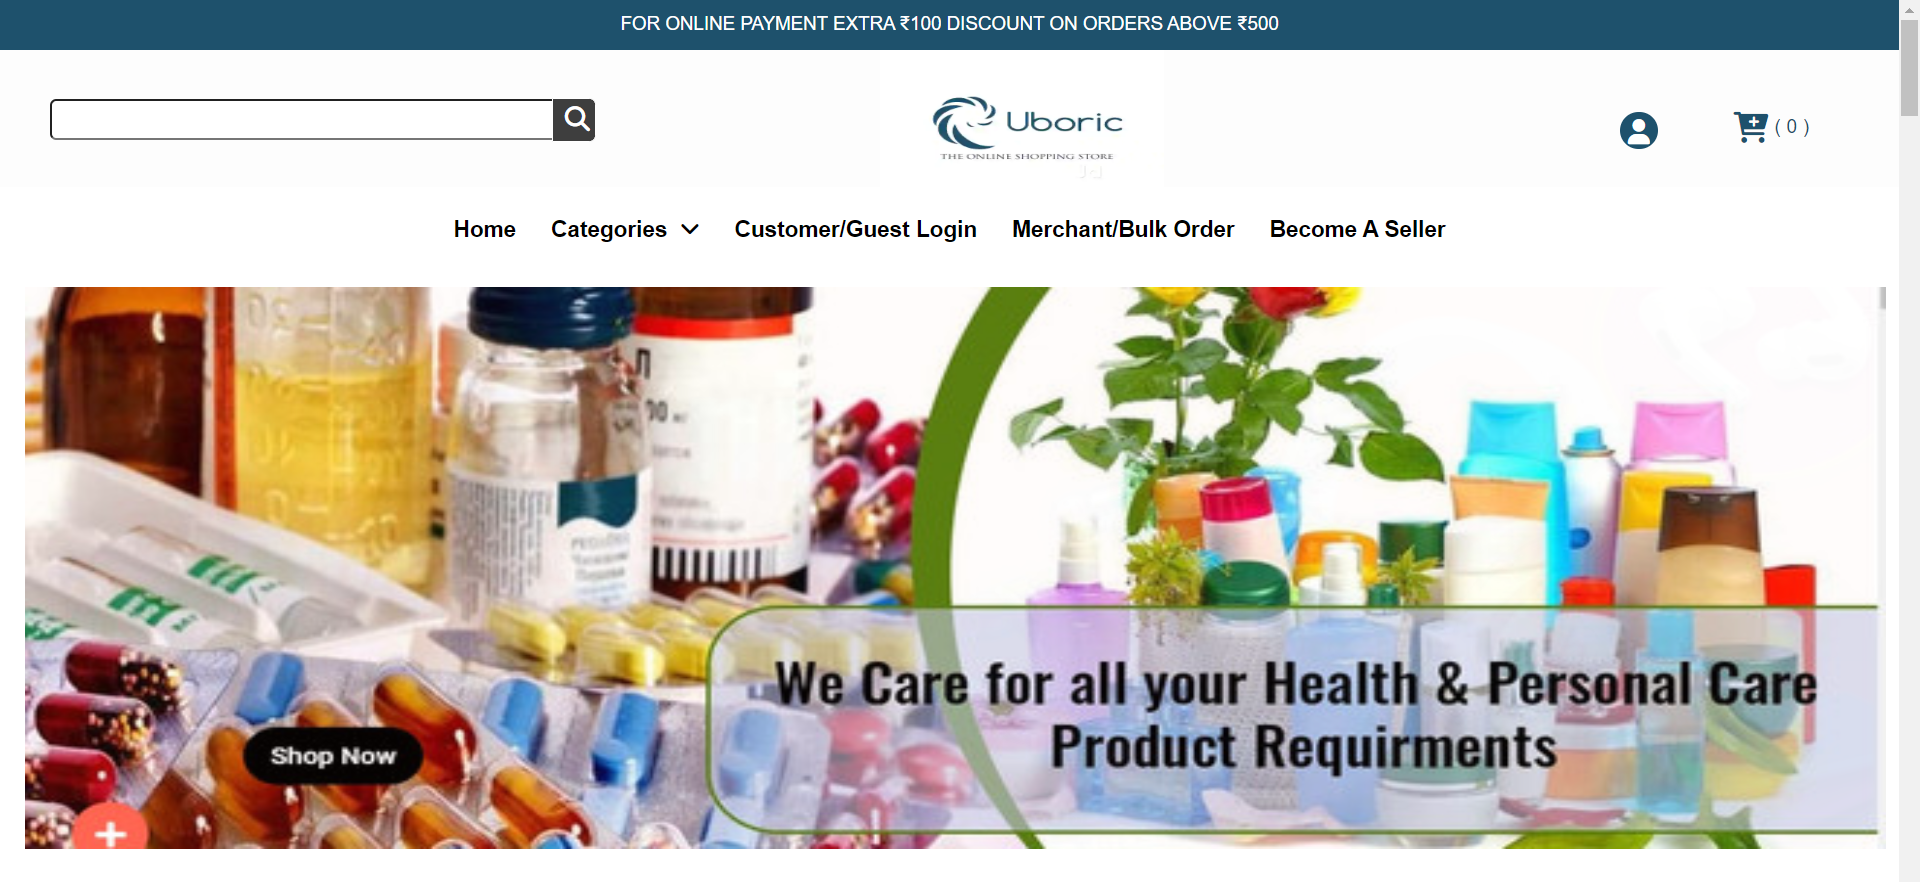 FOR ONLINE PAYMENT EXTRA ₹100 DISCOUNT ON ORDERS ABOVE ₹500
Uboric
THE ONLINE SHOPPING STORE
( 0 )
Home
Categories
Customer/Guest Login
Merchant/Bulk Order
Become A Seller
We Care for all your Health & Personal Care
Product Requirments
Shop Now